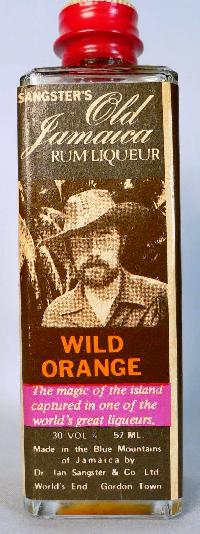 SANGSTER'S Old
Jamaica
RUM LIQUEUR
WILD
ORANGE
The magic of the island
captured in one of the
world's great liqueurs.
30 VOL % 57 ML.
Made in the Blue Mountains
of Jamaica by
Dr Ian Sangster & Co Ltd
World's End Gordon Town